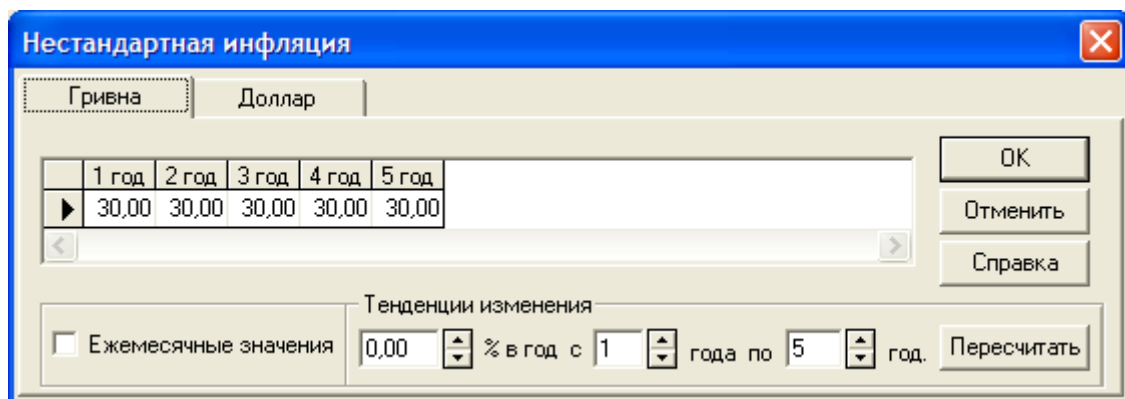 Нестандартная инфляция
Гривна Доллар
1 год 2 год 3 год 4 год 5 год
30,00 30,00 30,00 30,00 30,00
OK
Отменить
Справка
Тенденции изменения
Ежемесячные значения 0,00 % в год с 1 года по 5 год. Пересчитать